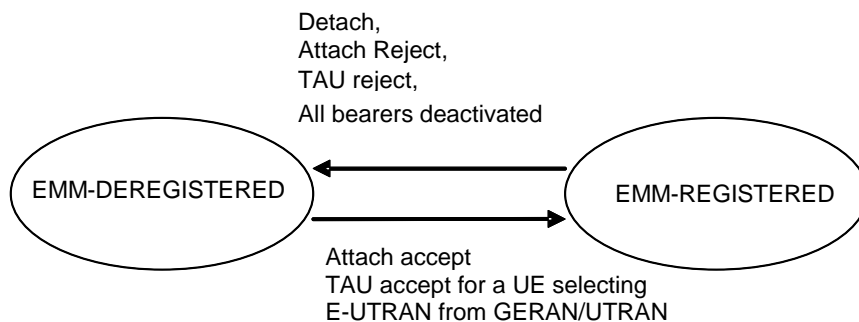 Detach,
Attach Reject,
TAU reject,
All bearers deactivated
EMM-DEREGISTERED
EMM-REGISTERED
Attach accept
TAU accept for a UE selecting
E-UTRAN from GERAN/UTRAN